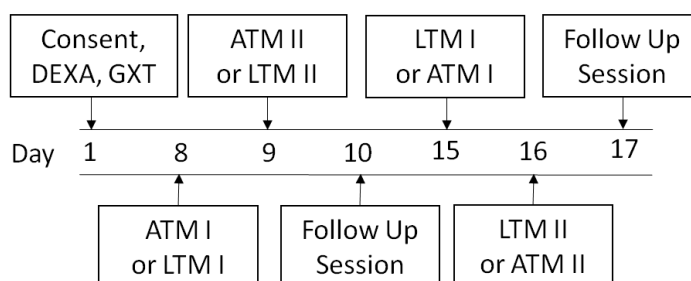 Consent,
DEXA, GXT
ATM II
or LTM II
LTM I
or ATM I
Follow Up
Session
Day 1 8 9 10 15 16 17
ATM I
or LTM I
Follow Up
Session
LTM II
or ATM II